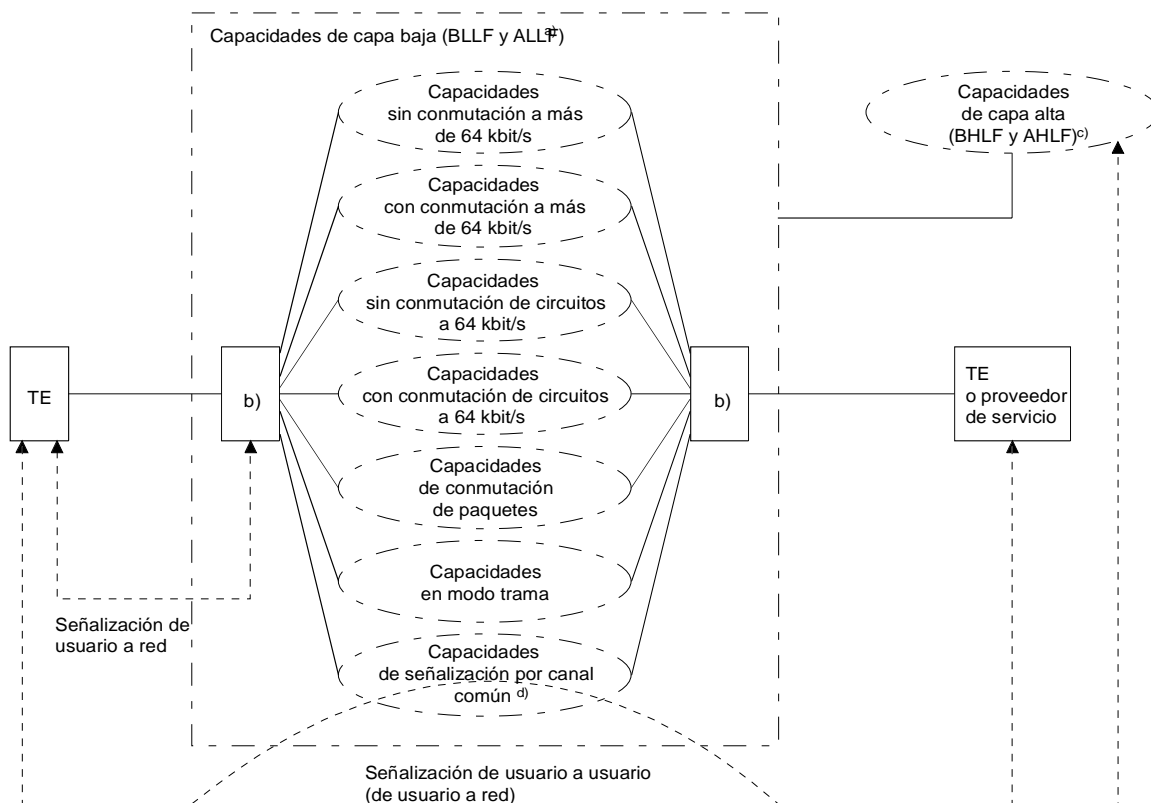 Capacidades de capa baja (BLLF y ALLF)a)
Capacidades
sin conmutación a más
de 64 kbit/s
Capacidades
de capa alta
(BHLF y AHLF)c)
Capacidades
con conmutación a más
de 64 kbit/s
Capacidades
sin conmutación de circuitos
a 64 kbit/s
TE
b)
Capacidades
con conmutación de circuitos
a 64 kbit/s
b)
TE
o proveedor
de servicio
Capacidades
de conmutación
de paquetes
Capacidades
en modo trama
Señalización de
usuario a red
Capacidades
de señalización por canal
común d)
Señalización de usuario a usuario
(de usuario a red)